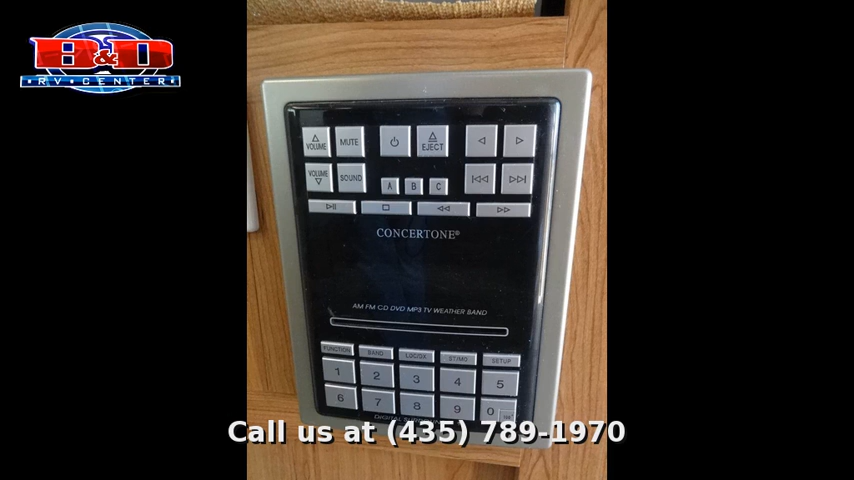 B&D
RV CENTER
VOLUME MUTE EJECT
VOLUME SOUND A B C
CONCERTONE®
AM FM CD DVD MP3 TV WEATHER BAND
FUNCTION BAND LOC/DX ST/MO SETUP
1 2 3 4 5
6 7 8 9 0
DIGITAL
Call us at (435) 789-1970